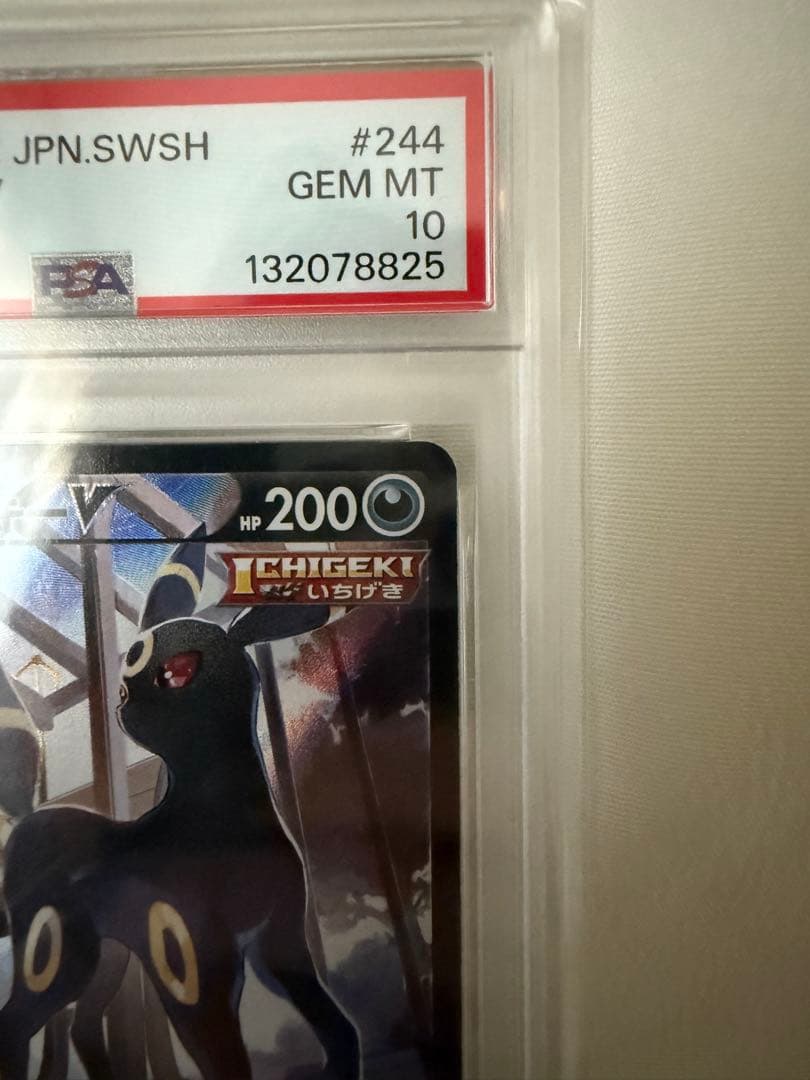 JPN.SWSH #244
GEM MT
10
PSA 132078825
V HP 200
ICHIGEKI
いちげき